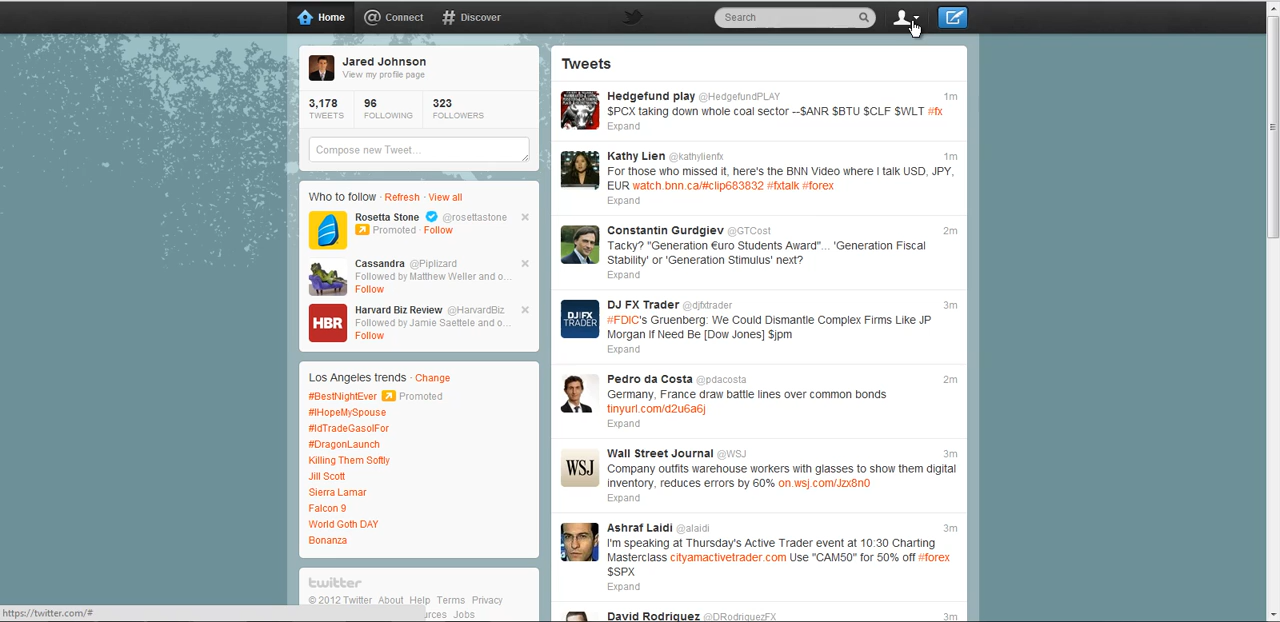 Home
Connect
Discover
Search
Jared Johnson
View my profile page
3,178
TWEETS
96
FOLLOWING
323
FOLLOWERS
Compose new Tweet...
Who to follow · Refresh · View all
Rosetta Stone @rosettastone
Promoted · Follow
Cassandra @Piplizard
Followed by Matthew Weller and o...
Follow
HBR
Harvard Biz Review @HarvardBiz
Followed by Jamie Saettele and o...
Follow
Los Angeles trends · Change
#BestNightEver Promoted
#IHopeMySpouse
#IdTradeGasolFor
#DragonLaunch
Killing Them Softly
Jill Scott
Sierra Lamar
Falcon 9
World Goth DAY
Bonanza
twitter
© 2012 Twitter About Help Terms Privacy
Jobs
https://twitter.com/#
Tweets
Hedgefund play @HedgefundPLAY 1m
$PCX taking down whole coal sector --$ANR $BTU $CLF $WLT #fx
Expand
Kathy Lien @kathylienfx 1m
For those who missed it, here's the BNN Video where I talk USD, JPY,
EUR watch.bnn.ca/#clip683832 #fxtalk #forex
Expand
Constantin Gurdgiev @GTCost 2m
Tacky? "Generation €uro Students Award"... 'Generation Fiscal
Stability' or 'Generation Stimulus' next?
Expand
DJ FX
TRADER
DJ FX Trader @djfxtrader 3m
#FDIC's Gruenberg: We Could Dismantle Complex Firms Like JP
Morgan If Need Be [Dow Jones] $jpm
Expand
Pedro da Costa @pdacosta 2m
Germany, France draw battle lines over common bonds
tinyurl.com/d2u6a6j
Expand
WSJ
Wall Street Journal @WSJ 3m
Company outfits warehouse workers with glasses to show them digital
inventory, reduces errors by 60% on.wsj.com/Jzx8n0
Expand
Ashraf Laidi @alaidi 3m
I'm speaking at Thursday's Active Trader event at 10:30 Charting
Masterclass cityamactivetrader.com Use "CAM50" for 50% off #forex
$SPX
Expand
David Rodriguez @DRodriguezFX 3m